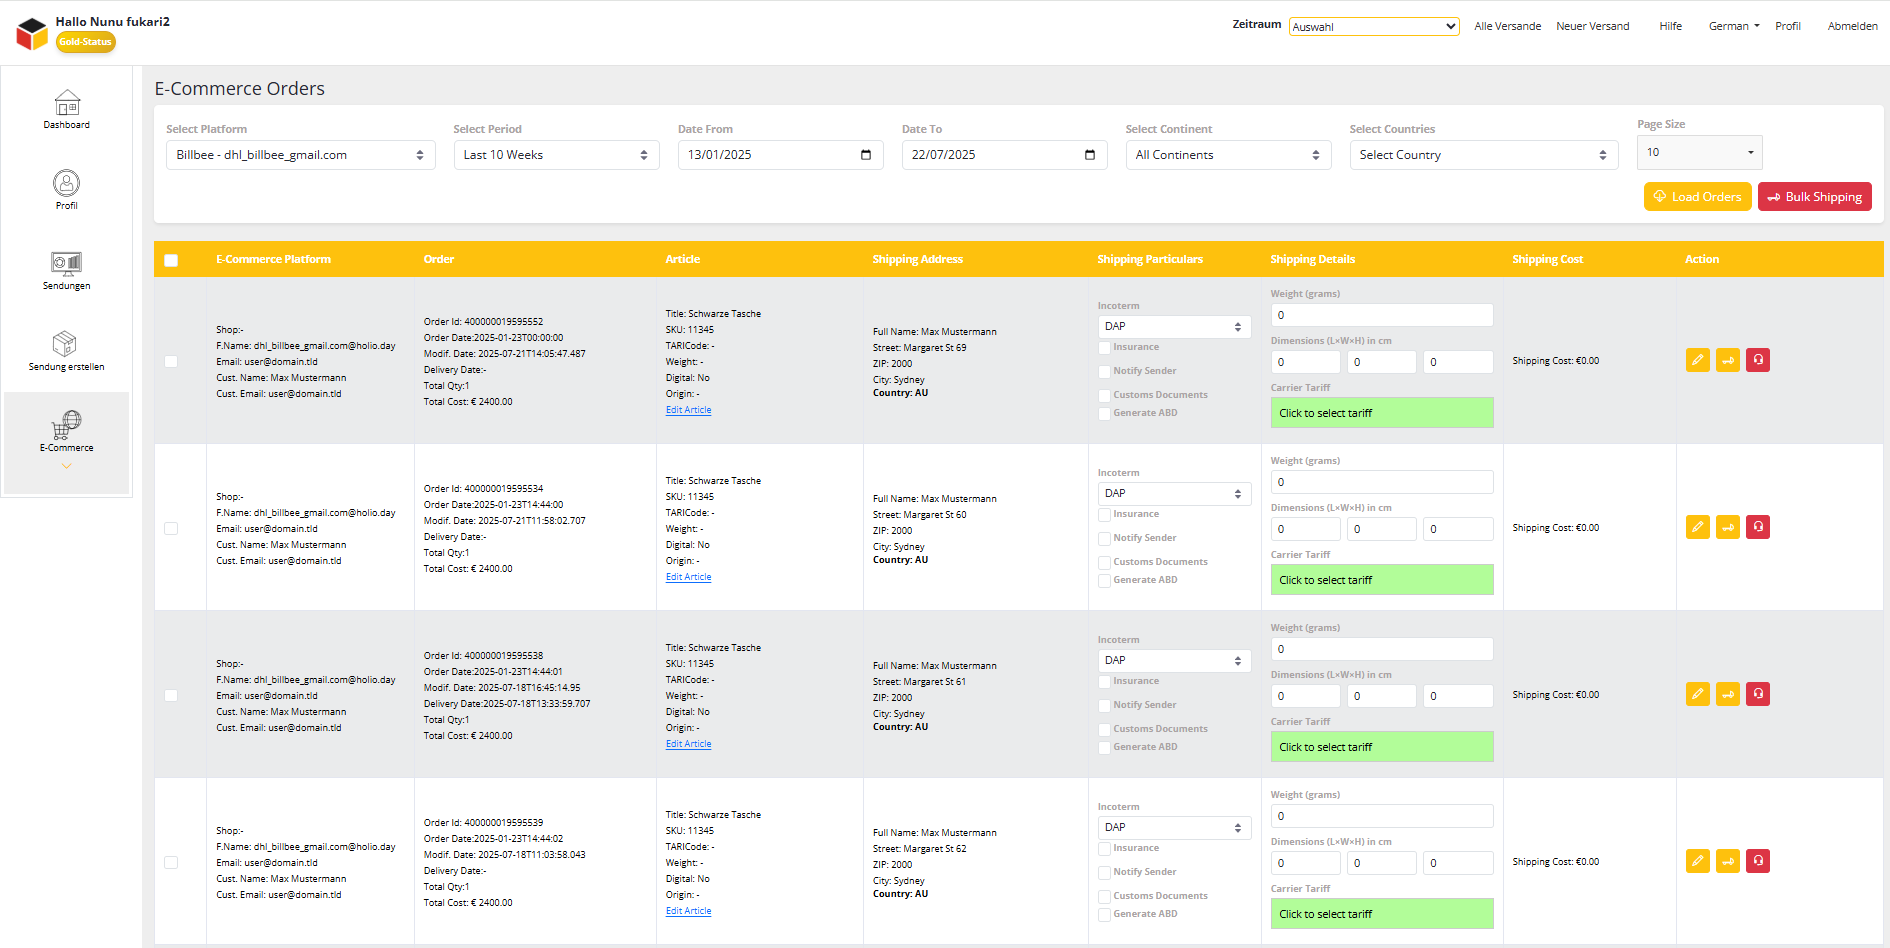 Hallo Nunu fukari2
Gold-Status
Zeitraum
Auswahl
Alle Versande
Neuer Versand
Hilfe
German
Profil
Abmelden
Dashboard
Profil
Sendungen
Sendung erstellen
E-Commerce
E-Commerce Orders
Select Platform
Billbee - dhl_billbee_gmail.com
Select Period
Last 10 Weeks
Date From
13/01/2025
Date To
22/07/2025
Select Continent
All Continents
Select Countries
Select Country
Page Size
10
Load Orders
Bulk Shipping
E-Commerce Platform
Order
Article
Shipping Address
Shipping Particulars
Shipping Details
Shipping Cost
Action
Shop:-
F.Name: dhl_billbee_gmail.com@holio.day
Email: user@domain.tld
Cust. Name: Max Mustermann
Cust. Email: user@domain.tld
Order Id: 400000019595552
Order Date:2025-01-23T00:00:00
Modif. Date: 2025-07-21T14:05:47.487
Delivery Date:-
Total Qty:1
Total Cost: € 2400.00
Title: Schwarze Tasche
SKU: 11345
TARICode: -
Weight: -
Digital: No
Origin: -
Edit Article
Full Name: Max Mustermann
Street: Margaret St 69
ZIP: 2000
City: Sydney
Country: AU
Incoterm
DAP
Insurance
Notify Sender
Customs Documents
Generate ABD
Weight (grams)
0
Dimensions (L×W×H) in cm
0 0 0
Carrier Tariff
Click to select tariff
Shipping Cost: €0.00
Shop:-
F.Name: dhl_billbee_gmail.com@holio.day
Email: user@domain.tld
Cust. Name: Max Mustermann
Cust. Email: user@domain.tld
Order Id: 400000019595534
Order Date:2025-01-23T14:44:00
Modif. Date: 2025-07-21T11:58:02.707
Delivery Date:-
Total Qty:1
Total Cost: € 2400.00
Title: Schwarze Tasche
SKU: 11345
TARICode: -
Weight: -
Digital: No
Origin: -
Edit Article
Full Name: Max Mustermann
Street: Margaret St 60
ZIP: 2000
City: Sydney
Country: AU
Incoterm
DAP
Insurance
Notify Sender
Customs Documents
Generate ABD
Weight (grams)
0
Dimensions (L×W×H) in cm
0 0 0
Carrier Tariff
Click to select tariff
Shipping Cost: €0.00
Shop:-
F.Name: dhl_billbee_gmail.com@holio.day
Email: user@domain.tld
Cust. Name: Max Mustermann
Cust. Email: user@domain.tld
Order Id: 400000019595538
Order Date:2025-01-23T14:44:01
Modif. Date: 2025-07-18T16:45:14.95
Delivery Date:2025-07-18T13:33:59.707
Total Qty:1
Total Cost: € 2400.00
Title: Schwarze Tasche
SKU: 11345
TARICode: -
Weight: -
Digital: No
Origin: -
Edit Article
Full Name: Max Mustermann
Street: Margaret St 61
ZIP: 2000
City: Sydney
Country: AU
Incoterm
DAP
Insurance
Notify Sender
Customs Documents
Generate ABD
Weight (grams)
0
Dimensions (L×W×H) in cm
0 0 0
Carrier Tariff
Click to select tariff
Shipping Cost: €0.00
Shop:-
F.Name: dhl_billbee_gmail.com@holio.day
Email: user@domain.tld
Cust. Name: Max Mustermann
Cust. Email: user@domain.tld
Order Id: 400000019595539
Order Date:2025-01-23T14:44:02
Modif. Date: 2025-07-18T11:03:58.043
Delivery Date:-
Total Qty:1
Total Cost: € 2400.00
Title: Schwarze Tasche
SKU: 11345
TARICode: -
Weight: -
Digital: No
Origin: -
Edit Article
Full Name: Max Mustermann
Street: Margaret St 62
ZIP: 2000
City: Sydney
Country: AU
Incoterm
DAP
Insurance
Notify Sender
Customs Documents
Generate ABD
Weight (grams)
0
Dimensions (L×W×H) in cm
0 0 0
Carrier Tariff
Click to select tariff
Shipping Cost: €0.00